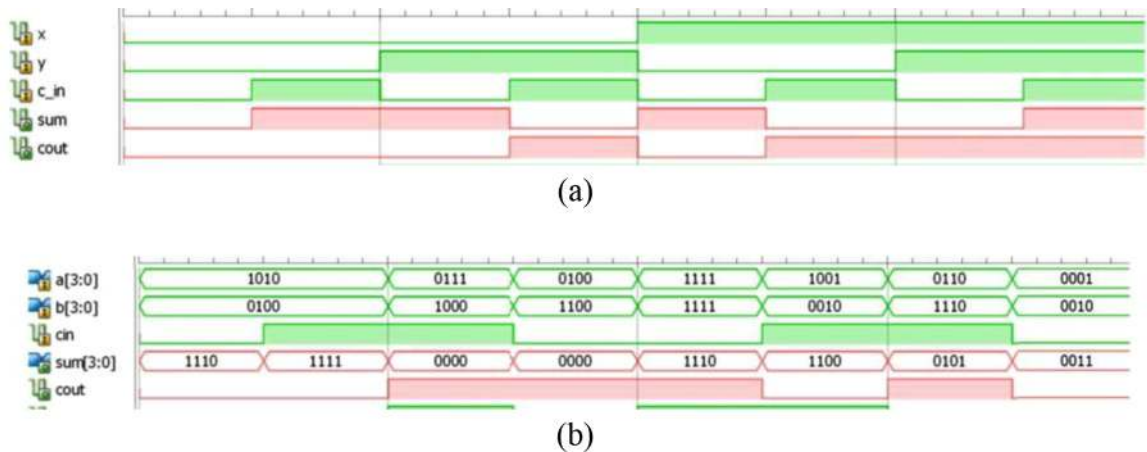 x
y
c_in
sum
cout
(a)
a[3:0] 1010 0111 0100 1111 1001 0110 0001
b[3:0] 0100 1000 1100 1111 0010 1110 0010
cin
sum[3:0] 1110 1111 0000 0000 1110 1100 0101 0011
cout
(b)